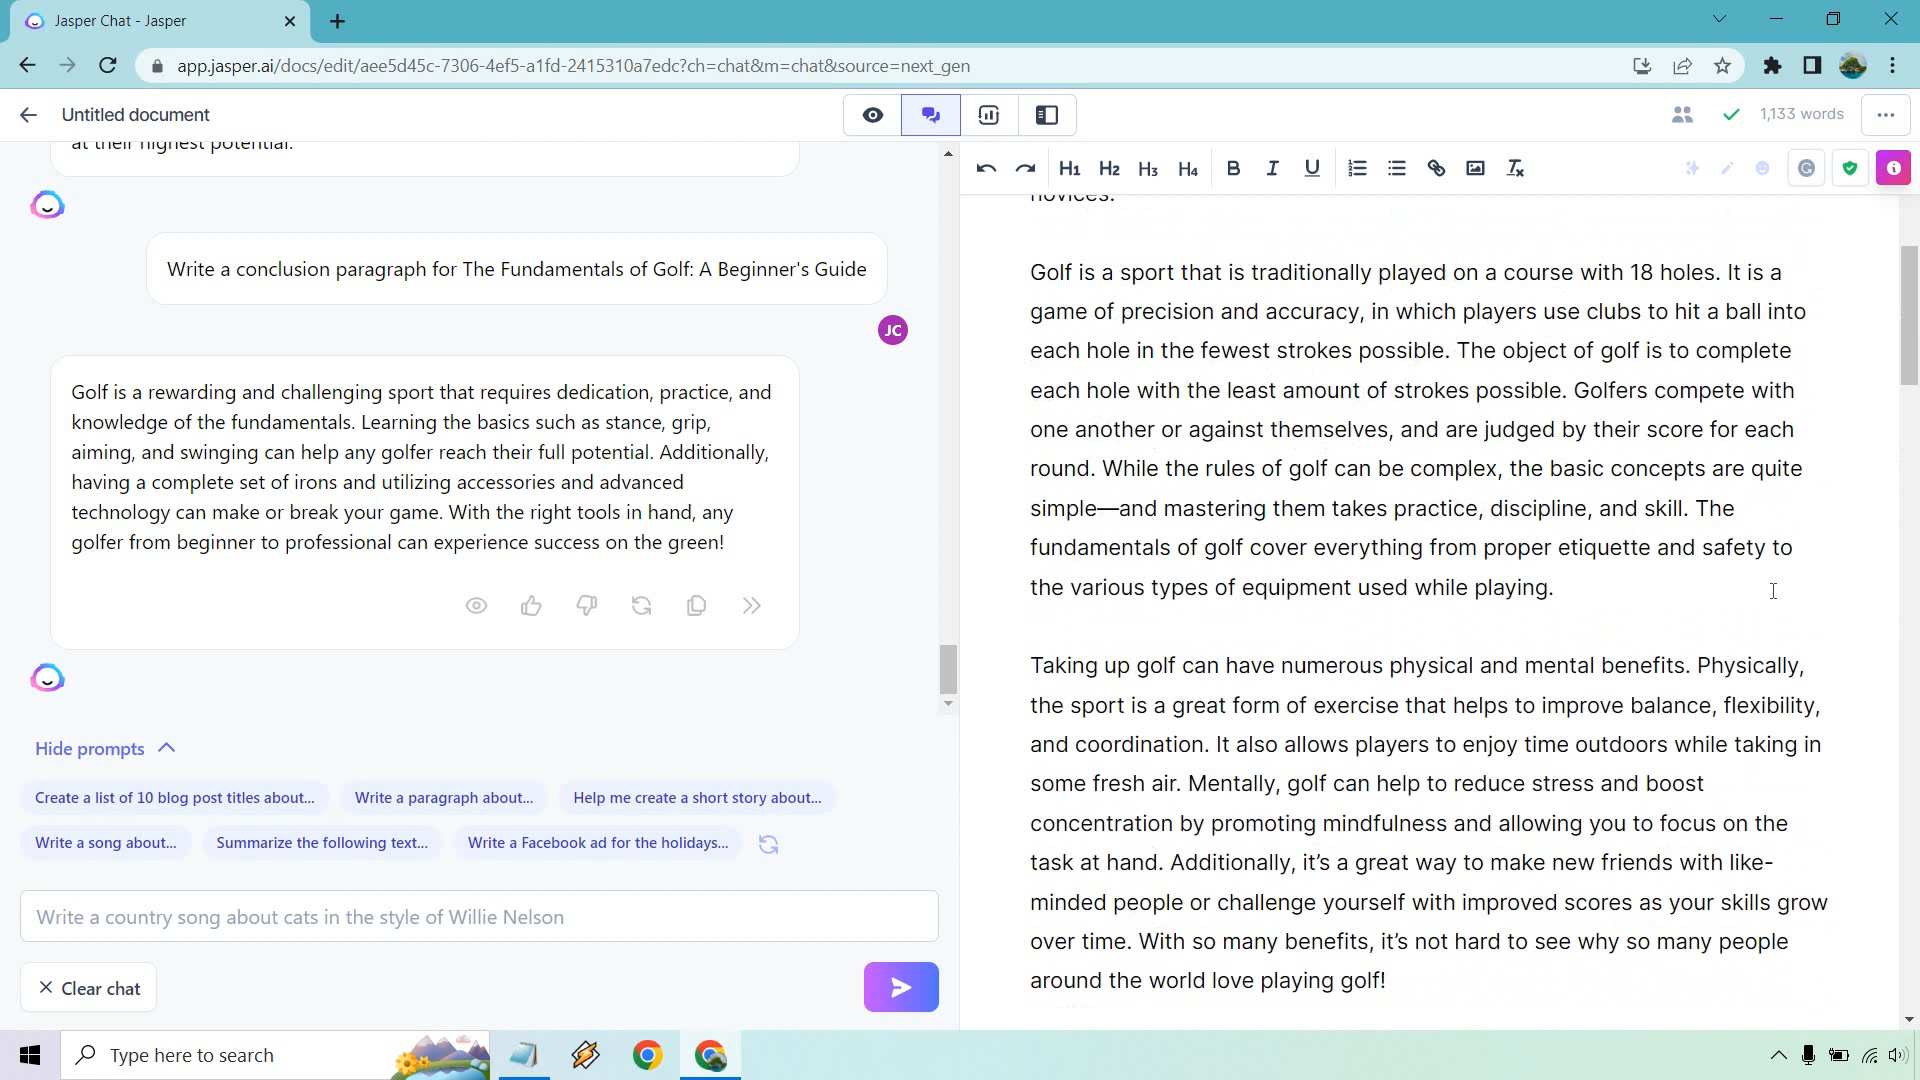 Jasper Chat - Jasper
app.jasper.ai/docs/edit/aee5d45c-7306-4ef5-a1fd-2415310a7edc?ch=chat&m=chat&source=next_gen
Untitled document
1,133 words
at their highest potential.
Write a conclusion paragraph for The Fundamentals of Golf: A Beginner's Guide
JC
Golf is a rewarding and challenging sport that requires dedication, practice, and
knowledge of the fundamentals. Learning the basics such as stance, grip,
aiming, and swinging can help any golfer reach their full potential. Additionally,
having a complete set of irons and utilizing accessories and advanced
technology can make or break your game. With the right tools in hand, any
golfer from beginner to professional can experience success on the green!
Hide prompts
Create a list of 10 blog post titles about...
Write a paragraph about...
Help me create a short story about...
Write a song about...
Summarize the following text...
Write a Facebook ad for the holidays...
Write a country song about cats in the style of Willie Nelson
Clear chat
H1 H2 H3 H4 B I U
novices.
Golf is a sport that is traditionally played on a course with 18 holes. It is a
game of precision and accuracy, in which players use clubs to hit a ball into
each hole in the fewest strokes possible. The object of golf is to complete
each hole with the least amount of strokes possible. Golfers compete with
one another or against themselves, and are judged by their score for each
round. While the rules of golf can be complex, the basic concepts are quite
simple—and mastering them takes practice, discipline, and skill. The
fundamentals of golf cover everything from proper etiquette and safety to
the various types of equipment used while playing.
Taking up golf can have numerous physical and mental benefits. Physically,
the sport is a great form of exercise that helps to improve balance, flexibility,
and coordination. It also allows players to enjoy time outdoors while taking in
some fresh air. Mentally, golf can help to reduce stress and boost
concentration by promoting mindfulness and allowing you to focus on the
task at hand. Additionally, it's a great way to make new friends with like-
minded people or challenge yourself with improved scores as your skills grow
over time. With so many benefits, it's not hard to see why so many people
around the world love playing golf!
Type here to search